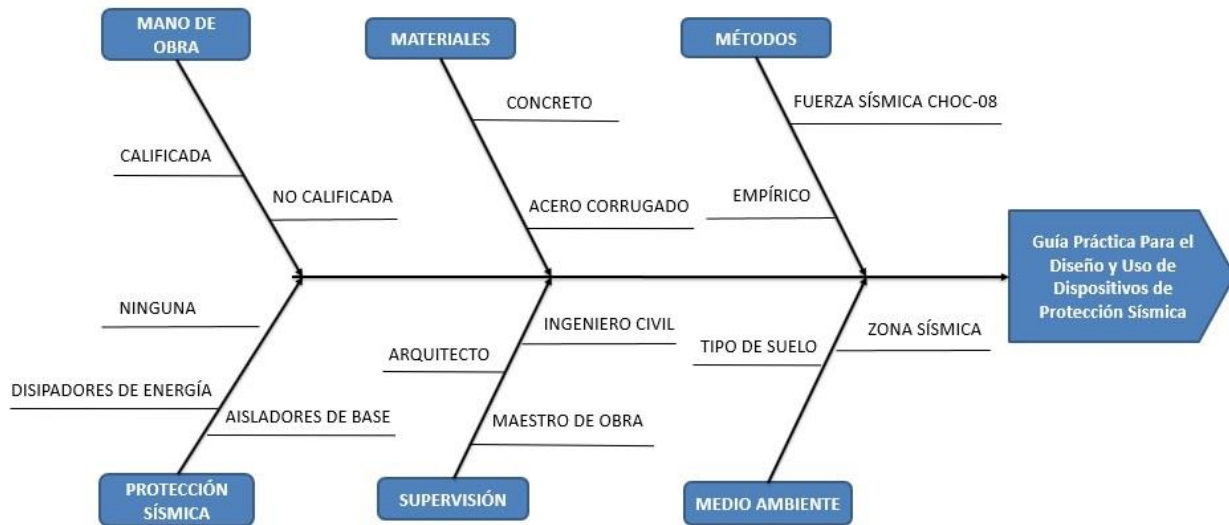 MANO DE
OBRA
MATERIALES
MÉTODOS
CONCRETO
FUERZA SÍSMICA CHOC-08
CALIFICADA
NO CALIFICADA
ACERO CORRUGADO
EMPÍRICO
Guía Práctica Para el
Diseño y Uso de
Dispositivos de
Protección Sísmica
NINGUNA
INGENIERO CIVIL
ZONA SÍSMICA
ARQUITECTO
TIPO DE SUELO
DISIPADORES DE ENERGÍA
AISLADORES DE BASE
MAESTRO DE OBRA
PROTECCIÓN
SÍSMICA
SUPERVISIÓN
MEDIO AMBIENTE